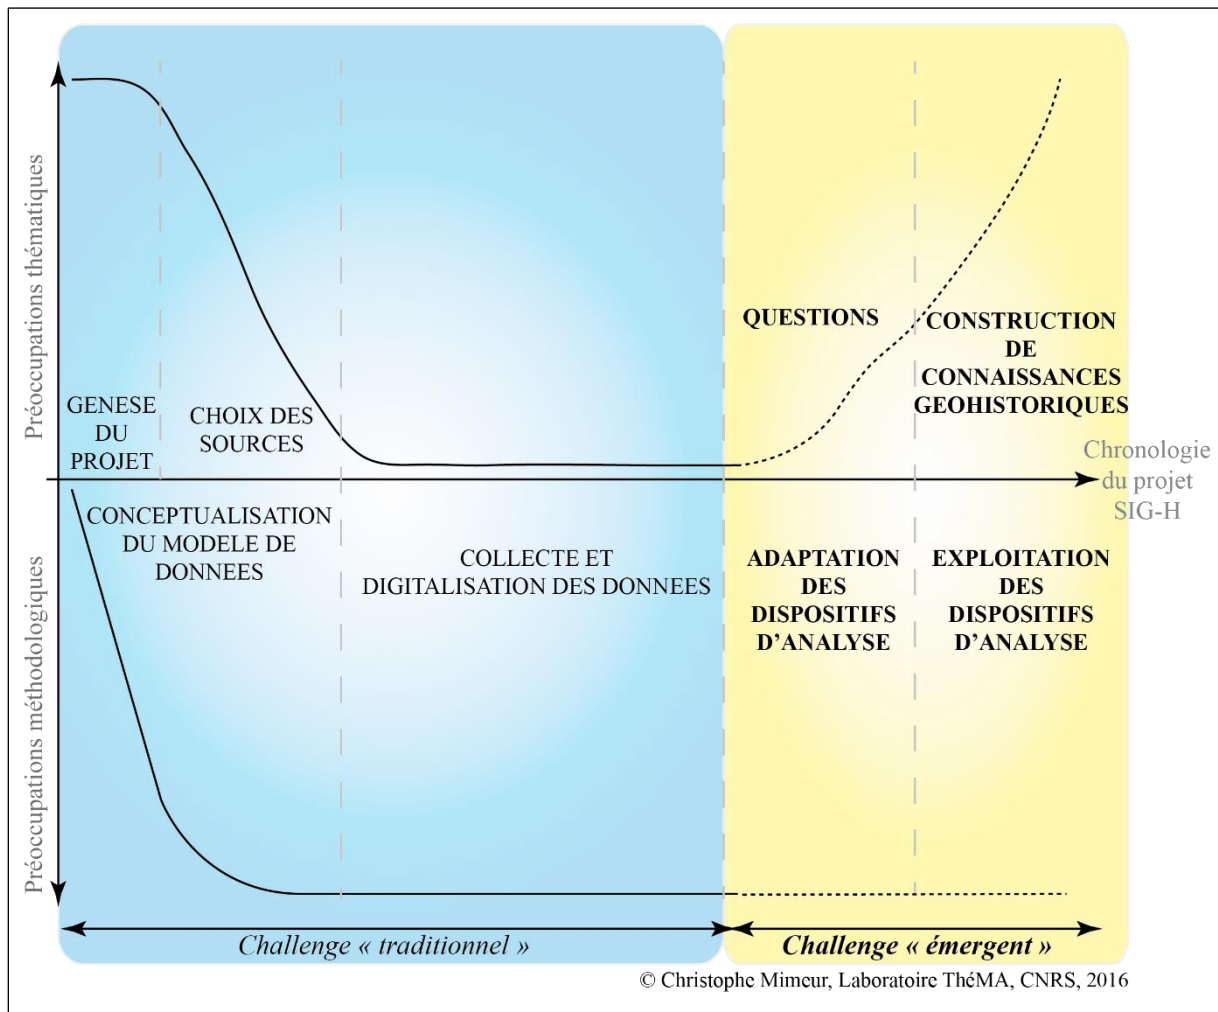 Préoccupations thématiques
GENESE
DU
PROJET
CHOIX DES
SOURCES
QUESTIONS
CONSTRUCTION
DE
CONNAISSANCES
GEOHISTORIQUES
Chronologie
du projet
SIG-H
Préoccupations méthodologiques
CONCEPTUALISATION
DU MODELE DE
DONNEES
COLLECTE ET
DIGITALISATION DES DONNEES
ADAPTATION
DES
DISPOSITIFS
D’ANALYSE
EXPLOITATION
DES
DISPOSITIFS
D’ANALYSE
Challenge « traditionnel »
Challenge « émergent »
© Christophe Mimeur, Laboratoire ThéMA, CNRS, 2016